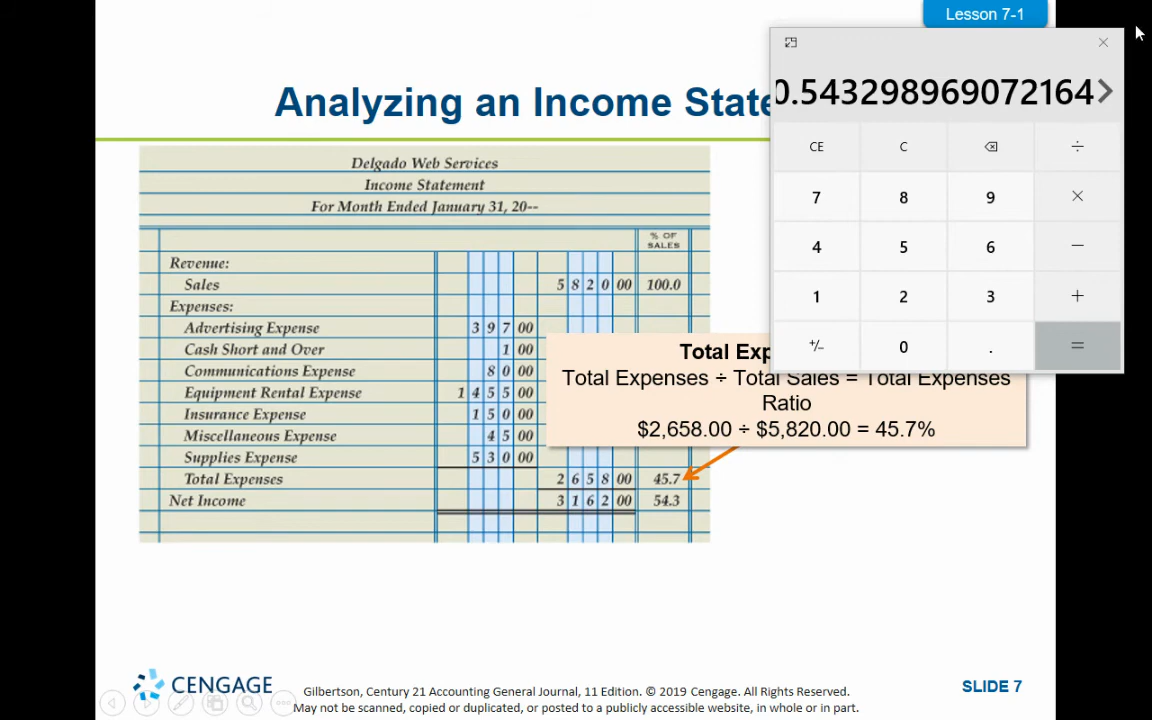 Lesson 7-1
Analyzing an Income State
0.543298969072164
CE C ÷
7 8 9 ×
4 5 6 −
1 2 3 +
+/− 0 . =
Delgado Web Services
Income Statement
For Month Ended January 31, 20--
% OF
SALES
Revenue:
Sales 5 8 2 0 00 100.0
Expenses:
Advertising Expense 3 9 7 00
Cash Short and Over 1 00
Communications Expense 8 0 00
Equipment Rental Expense 1 4 5 5 00
Insurance Expense 1 5 0 00
Miscellaneous Expense 4 5 00
Supplies Expense 5 3 0 00
Total Expenses 2 6 5 8 00 45.7
Net Income 3 1 6 2 00 54.3
Total Exp
Total Expenses ÷ Total Sales = Total Expenses
Ratio
$2,658.00 ÷ $5,820.00 = 45.7%
CENGAGE
Gilbertson, Century 21 Accounting General Journal, 11 Edition. © 2019 Cengage. All Rights Reserved.
May not be scanned, copied or duplicated, or posted to a publicly accessible website, in whole or in part.
SLIDE 7